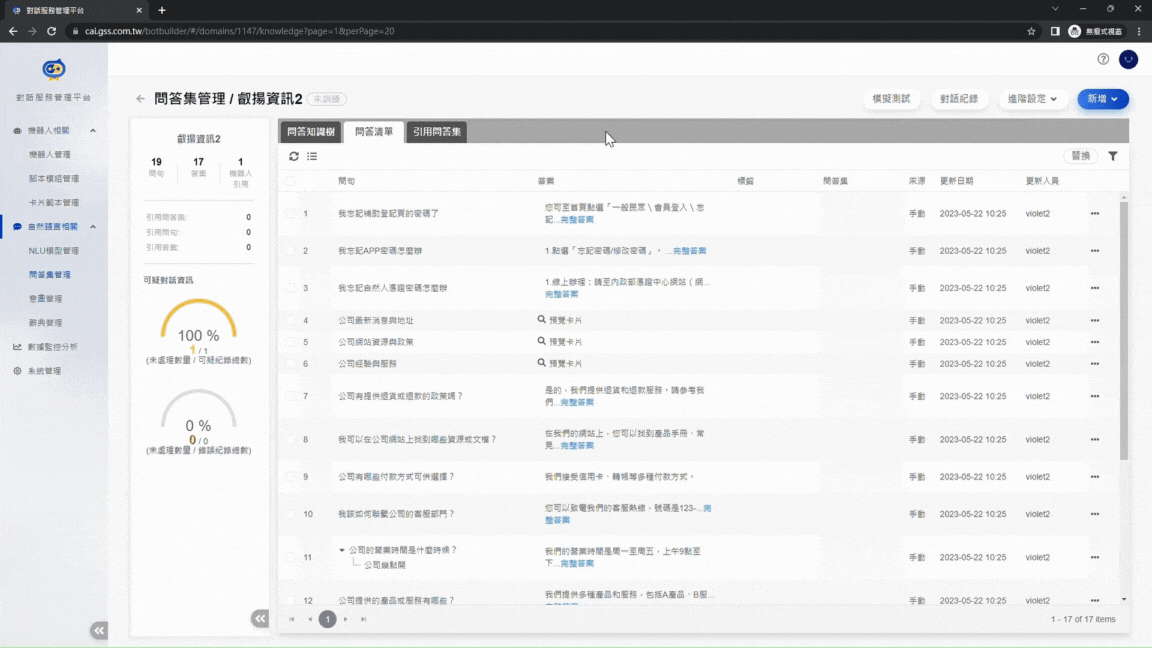 對話服務管理平台
cai.gss.com.tw/botbuilder/#/domains/1147/knowledge?page=1&perPage=20
無痕式視窗
對話服務管理平台
機器人相關
機器人管理
腳本模組管理
卡片範本管理
自然語言相關
NLU模型管理
問答集管理
意圖管理
辭典管理
數據監控分析
系統管理
問答集管理 / 叡揚資訊2 未訓練
模擬測試 對話紀錄 進階設定 新增
叡揚資訊2
19 17 1
問句 答案 機器人
引用
引用問答集: 0
引用問句: 0
引用答案: 0
可疑對話資訊
100 %
1 / 1
(未處理數量 / 可疑紀錄總數)
0 %
0 / 0
(未處理數量 / 錯誤紀錄總數)
問答知識樹 問答清單 引用問答集
替換
問句 答案 標籤 問答集 來源 更新日期 更新人員
1 我忘記補助登記頁的密碼了 您可至首頁點選「一般民眾 \ 會員登入 \ 忘
記...完整答案 手動 2023-05-22 10:25 violet2
2 我忘記APP密碼怎麼辦 1.點選「忘記密碼/修改密碼」。 ...完整答案 手動 2023-05-22 10:25 violet2
3 我忘記自然人憑證密碼怎麼辦 1.線上辦理：請至內政部憑證中心網站（網...
完整答案 手動 2023-05-22 10:25 violet2
4 公司最新消息與地址 預覽卡片 手動 2023-05-22 10:25 violet2
5 公司網站資源與政策 預覽卡片 手動 2023-05-22 10:25 violet2
6 公司經驗與服務 預覽卡片 手動 2023-05-22 10:25 violet2
7 公司有提供退貨或退款的政策嗎？ 是的，我們提供退貨和退款服務。請參考我
們...完整答案 手動 2023-05-22 10:25 violet2
8 我可以在公司網站上找到哪些資源或文檔？ 在我們的網站上，您可以找到產品手冊、常
見...完整答案 手動 2023-05-22 10:25 violet2
9 公司有哪些付款方式可供選擇？ 我們接受信用卡、轉帳等多種付款方式。 手動 2023-05-22 10:25 violet2
10 我該如何聯繫公司的客服部門？ 您可以致電我們的客服熱線，號碼是123-...完
整答案 手動 2023-05-22 10:25 violet2
11 公司的營業時間是什麼時候？ 我們的營業時間是周一至周五，上午9點至
公司幾點開 下...完整答案 手動 2023-05-22 10:25 violet2
12 公司提供的產品或服務有哪些？ 我們提供多種產品和服務，包括A產品、B服... 手動 2023-05-22 10:25 violet2
1
1 - 17 of 17 items